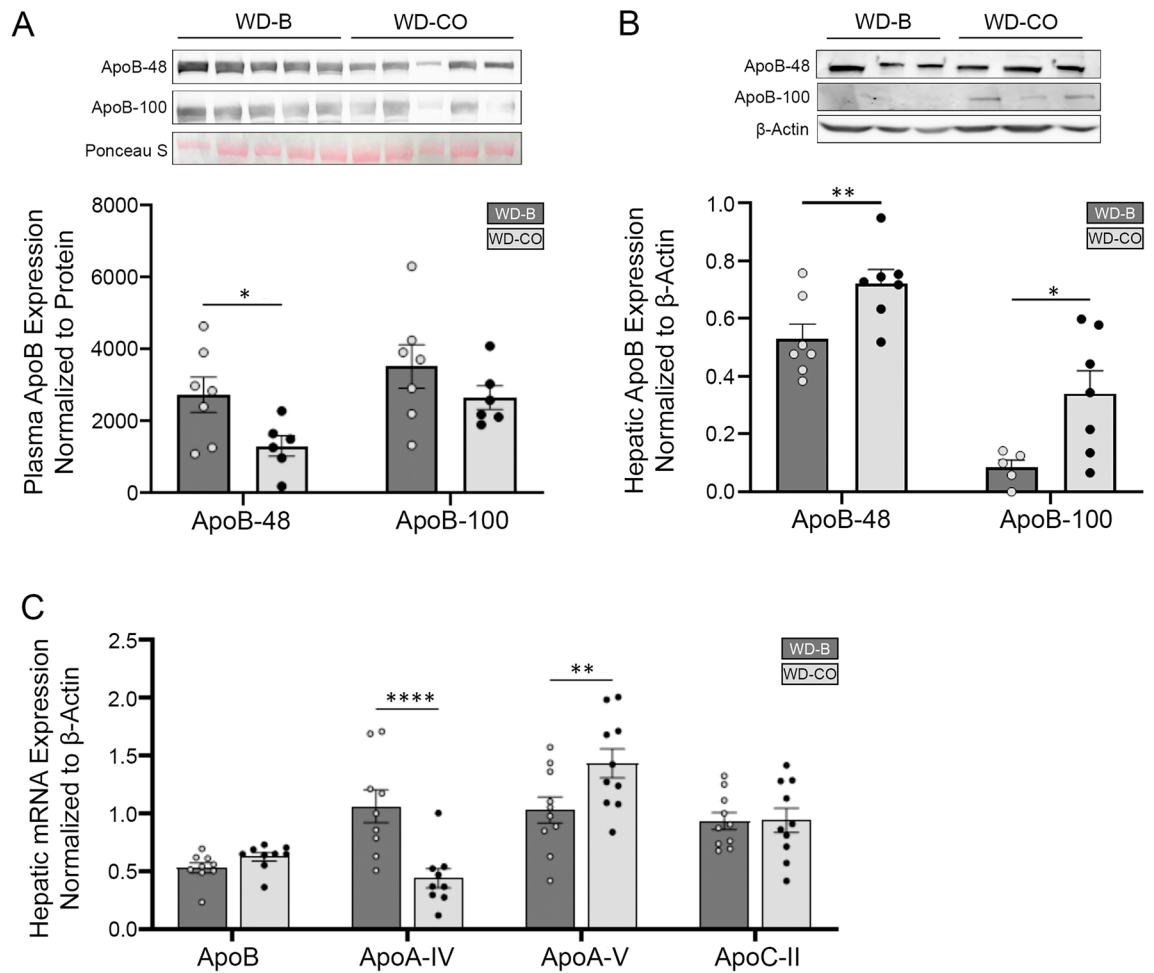 A
WD-B WD-CO
ApoB-48
ApoB-100
Ponceau S
Plasma ApoB Expression
Normalized to Protein
8000
6000
4000
2000
0
*
WD-B
WD-CO
ApoB-48 ApoB-100
B
WD-B WD-CO
ApoB-48
ApoB-100
β-Actin
Hepatic ApoB Expression
Normalized to β-Actin
1.0
0.8
0.6
0.4
0.2
0.0
**
*
WD-B
WD-CO
ApoB-48 ApoB-100
C
Hepatic mRNA Expression
Normalized to β-Actin
2.5
2.0
1.5
1.0
0.5
0.0
****
**
WD-B
WD-CO
ApoB ApoA-IV ApoA-V ApoC-II